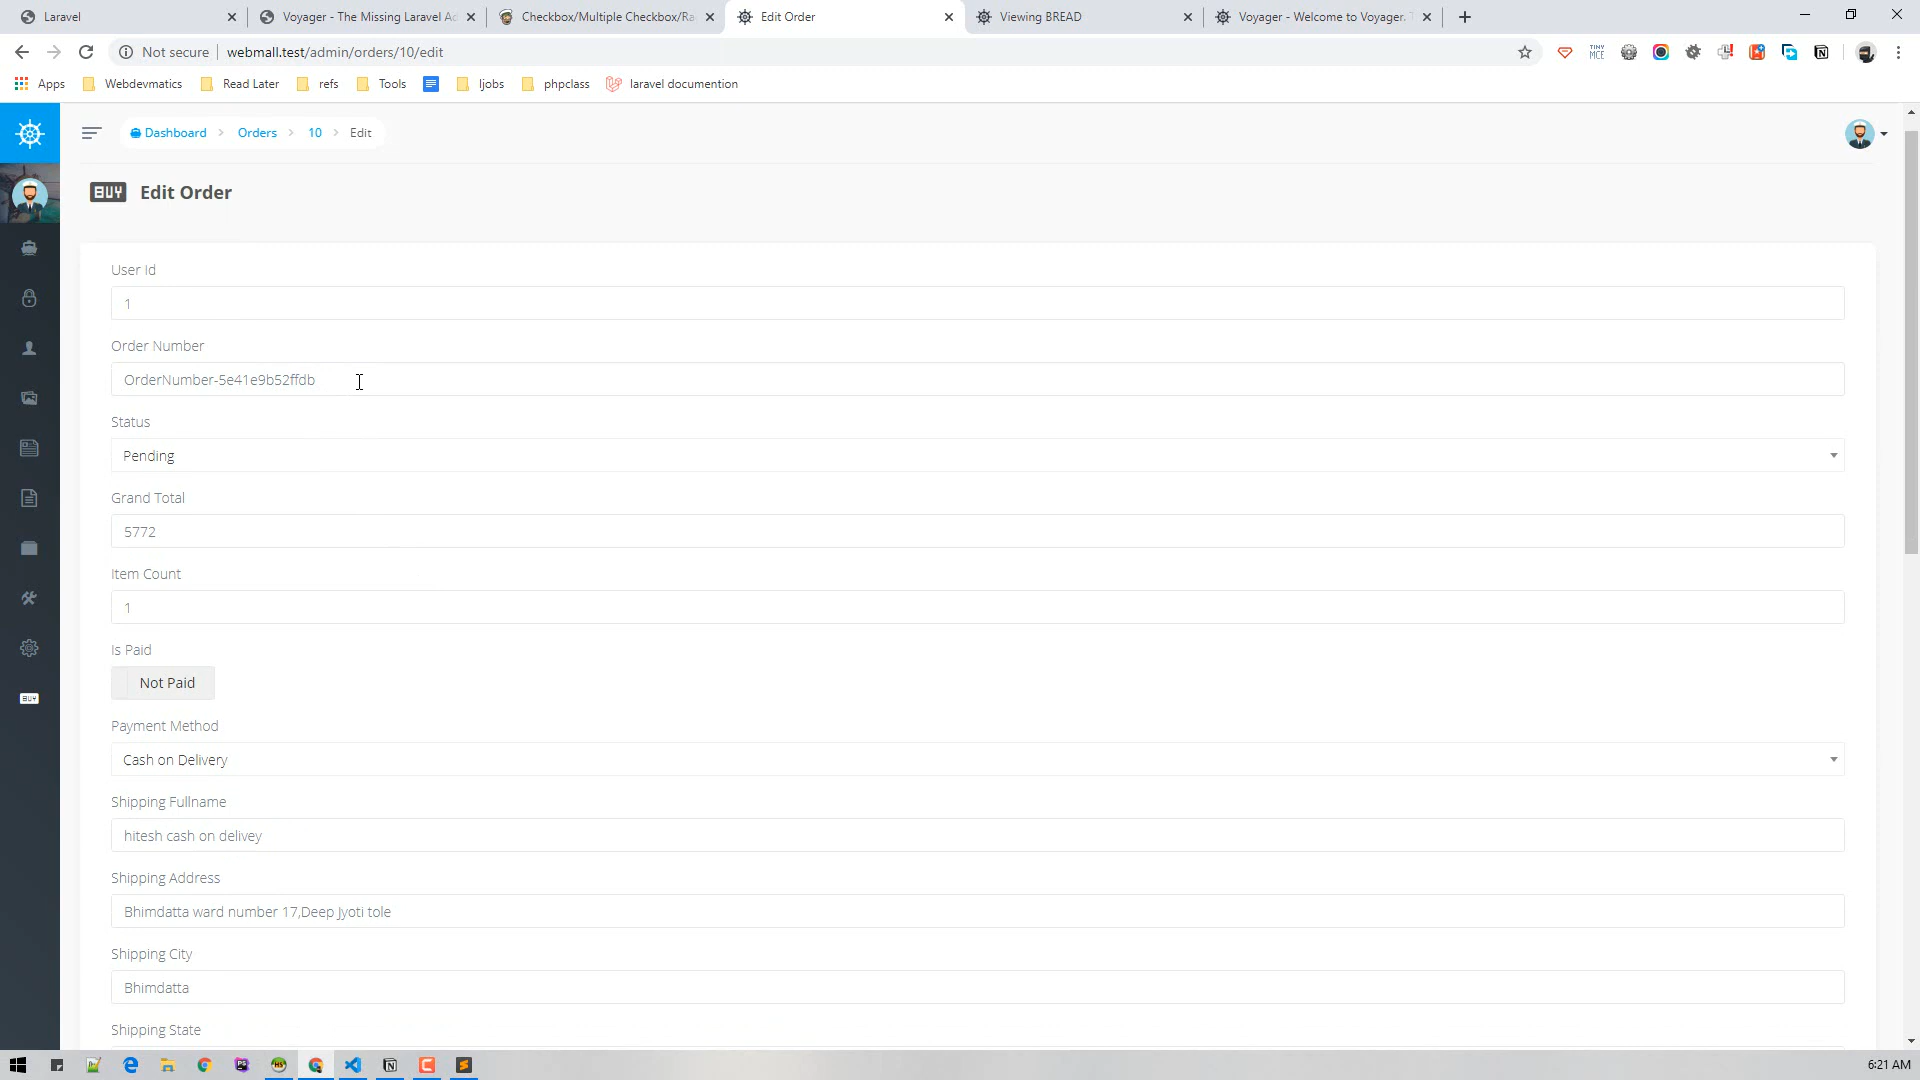 Laravel
Voyager - The Missing Laravel Ad
Checkbox/Multiple Checkbox/Ra
Edit Order
Viewing BREAD
Voyager - Welcome to Voyager. T
Not secure
webmall.test/admin/orders/10/edit
TINY
MCE
Apps
Webdevmatics
Read Later
refs
Tools
ljobs
phpclass
laravel documention
Dashboard
Orders
10
Edit
BUY
Edit Order
User Id
1
Order Number
OrderNumber-5e41e9b52ffdb
Status
Pending
Grand Total
5772
Item Count
1
Is Paid
Not Paid
BUY
Payment Method
Cash on Delivery
Shipping Fullname
hitesh cash on delivey
Shipping Address
Bhimdatta ward number 17,Deep Jyoti tole
Shipping City
Bhimdatta
Shipping State
6:21 AM